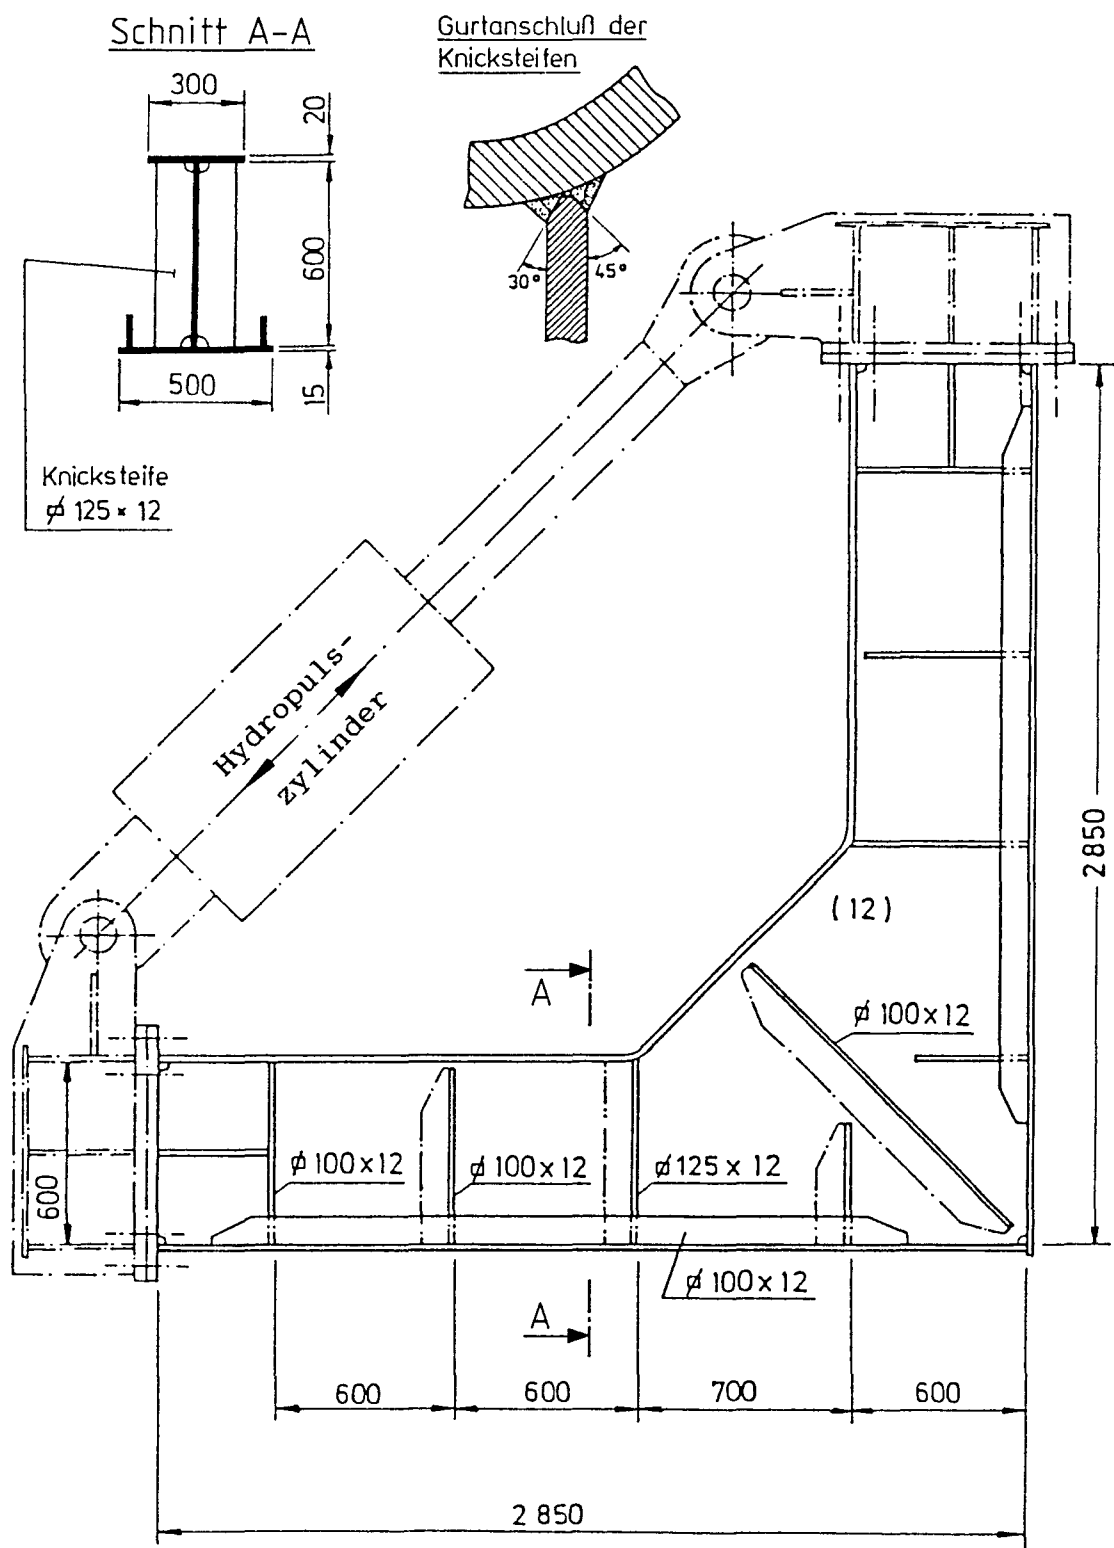 Schnitt A-A
300
20
600
500
15
Knicksteife
⌀ 125 × 12
Gurtanschluß der
Knicksteifen
30°
45°
Hydropuls-
zylinder
2850
(12)
A
⌀ 100 x 12
600
⌀ 100 x 12
⌀ 100 x 12
⌀ 125 x 12
⌀ 100 x 12
A
600
600
700
600
2 850